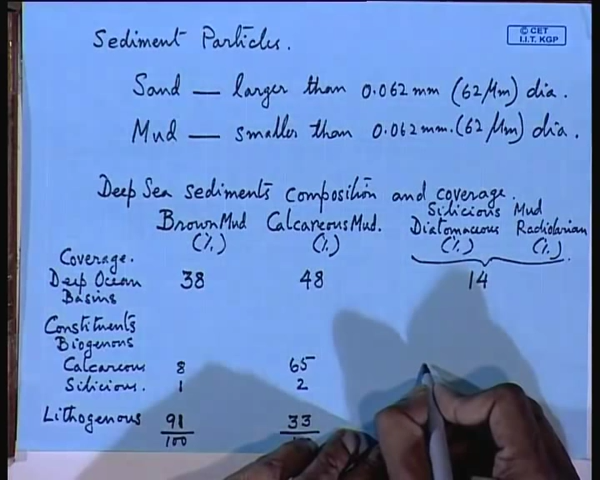 © CET
I.I.T. KGP
Sediment Particles.
Sand — larger than 0.062 mm (62 μm) dia.
Mud — smaller than 0.062 mm. (62 μm) dia.
Deep Sea sediments composition and coverage.
Silicious Mud
Brown Mud Calcareous Mud. Diatomaceous Radiolarian
(%) (%) (%) (%)
Coverage.
Deep Ocean 38 48 14
Basins
Constituents
Biogenous
Calcareous 8 65
Silicious. 1 2
Lithogenous 91 33
100